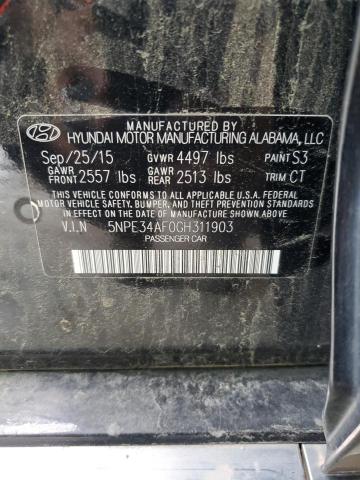 MANUFACTURED BY
HYUNDAI MOTOR MANUFACTURING ALABAMA, LLC
Sep/25/15 GVWR 4497 lbs PAINT S3
GAWR FRONT 2557 lbs GAWR REAR 2513 lbs TRIM CT
THIS VEHICLE CONFORMS TO ALL APPLICABLE U.S.A. FEDERAL
MOTOR VEHICLE SAFETY, BUMPER, AND THEFT PREVENTION STANDARDS
IN EFFECT ON THE DATE OF MANUFACTURE SHOWN ABOVE.
V.I.N 5NPE34AF0GH311903
PASSENGER CAR